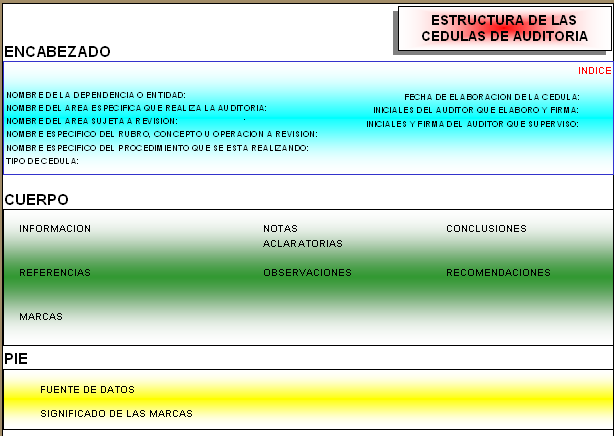 ESTRUCTURA DE LAS
CEDULAS DE AUDITORIA
ENCABEZADO
INDICE
NOMBRE DE LA DEPENDENCIA O ENTIDAD:
NOMBRE DEL AREA ESPECIFICA QUE REALIZA LA AUDITORIA:
NOMBRE DEL AREA SUJETA A REVISION:
NOMBRE ESPECIFICO DEL RUBRO, CONCEPTO U OPERACION A REVISION:
NOMBRE ESPECIFICO DEL PROCEDIMIENTO QUE SE ESTA REALIZANDO:
TIPO DE CEDULA:
FECHA DE ELABORACION DE LA CEDULA:
INICIALES DEL AUDITOR QUE ELABORO Y FIRMA:
INICIALES Y FIRMA DEL AUDITOR QUE SUPERVISO:
CUERPO
INFORMACION
NOTAS
ACLARATORIAS
CONCLUSIONES
REFERENCIAS
OBSERVACIONES
RECOMENDACIONES
MARCAS
PIE
FUENTE DE DATOS
SIGNIFICADO DE LAS MARCAS